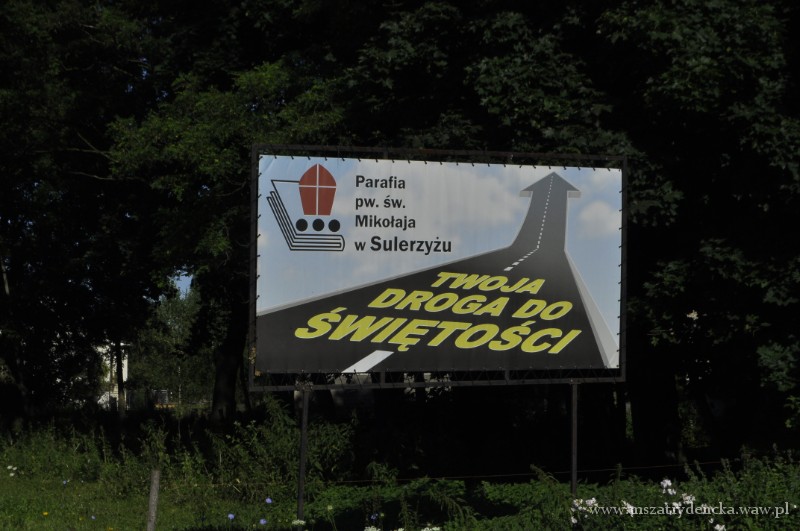 Parafia
pw. św.
Mikołaja
w Sulerzyżu
TWOJA
DROGA DO
ŚWIĘTOŚCI
www.mszatrydencka.waw.pl